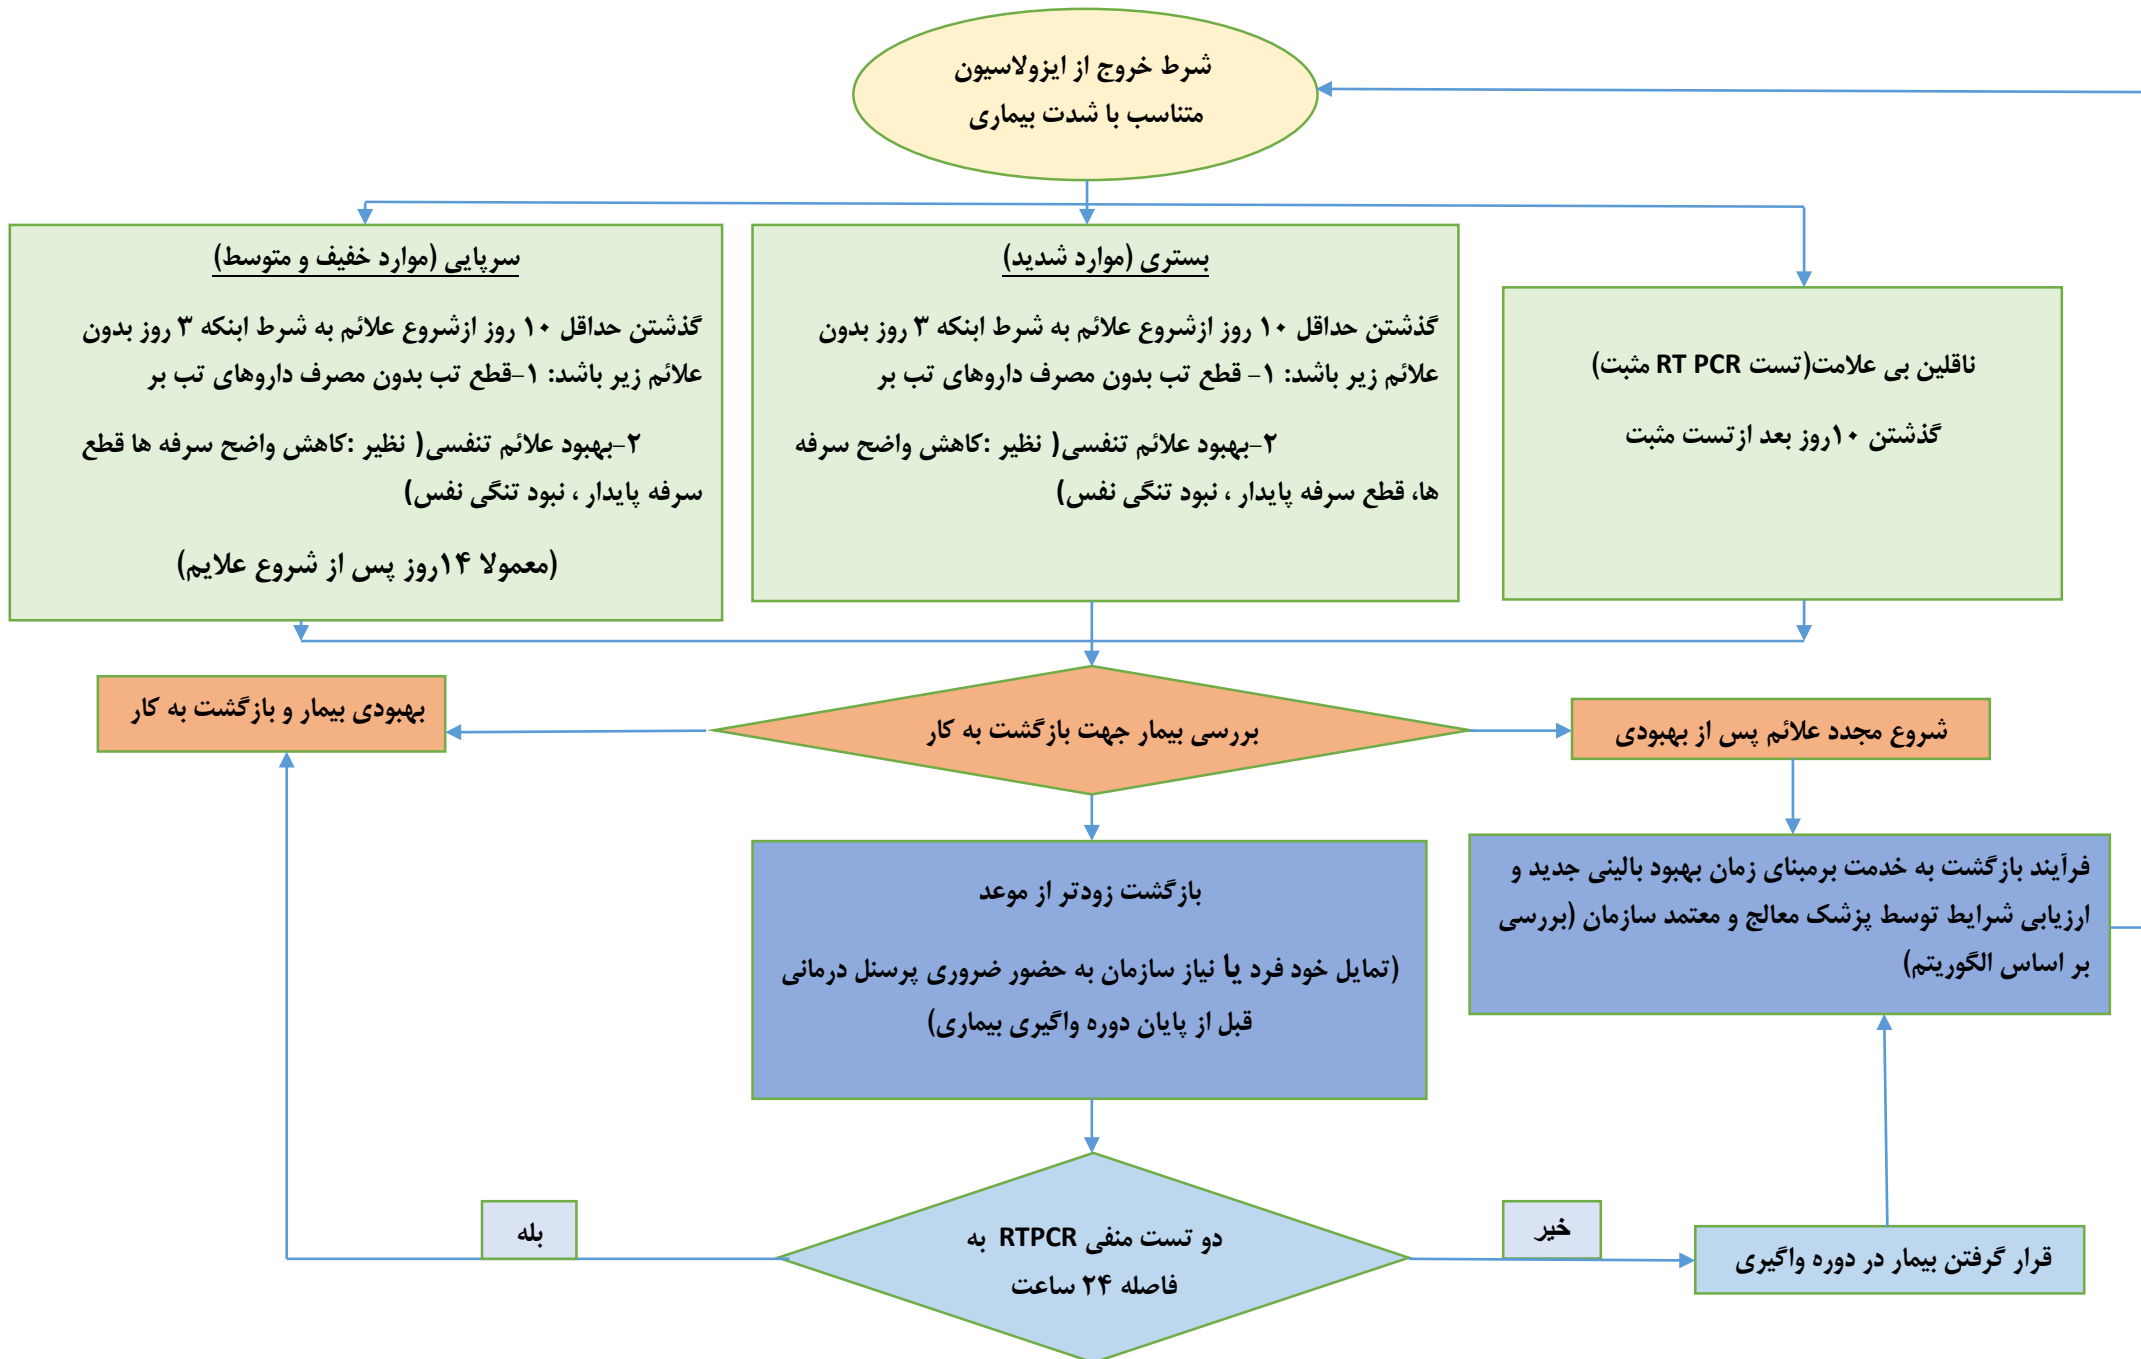 شرط خروج از ایزولاسیون
متناسب با شدت بیماری
ناقلین بی علامت(تست RT PCR مثبت)
گذشتن ۱۰روز بعد ازتست مثبت
بستری (موارد شدید)
گذشتن حداقل ۱۰ روز ازشروع علائم به شرط ابنکه ۳ روز بدون
علائم زیر باشد: ۱- قطع تب بدون مصرف داروهای تب بر
۲-بهبود علائم تنفسی( نظیر :کاهش واضح سرفه
ها، قطع سرفه پایدار ، نبود تنگی نفس)
سرپایی (موارد خفیف و متوسط)
گذشتن حداقل ۱۰ روز ازشروع علائم به شرط ابنکه ۳ روز بدون
علائم زیر باشد: ۱-قطع تب بدون مصرف داروهای تب بر
۲-بهبود علائم تنفسی( نظیر :کاهش واضح سرفه ها قطع
سرفه پایدار ، نبود تنگی نفس)
(معمولا ۱۴روز پس از شروع علایم)
شروع مجدد علائم پس از بهبودی
بررسی بیمار جهت بازگشت به کار
بهبودی بیمار و بازگشت به کار
فرآیند بازگشت به خدمت برمبنای زمان بهبود بالینی جدید و
ارزیابی شرایط توسط پزشک معالج و معتمد سازمان (بررسی
بر اساس الگوریتم)
بازگشت زودتر از موعد
(تمایل خود فرد یا نیاز سازمان به حضور ضروری پرسنل درمانی
قبل از پایان دوره واگیری بیماری)
خیر
بله
قرار گرفتن بیمار در دوره واگیری
دو تست منفی RTPCR به
فاصله ۲۴ ساعت